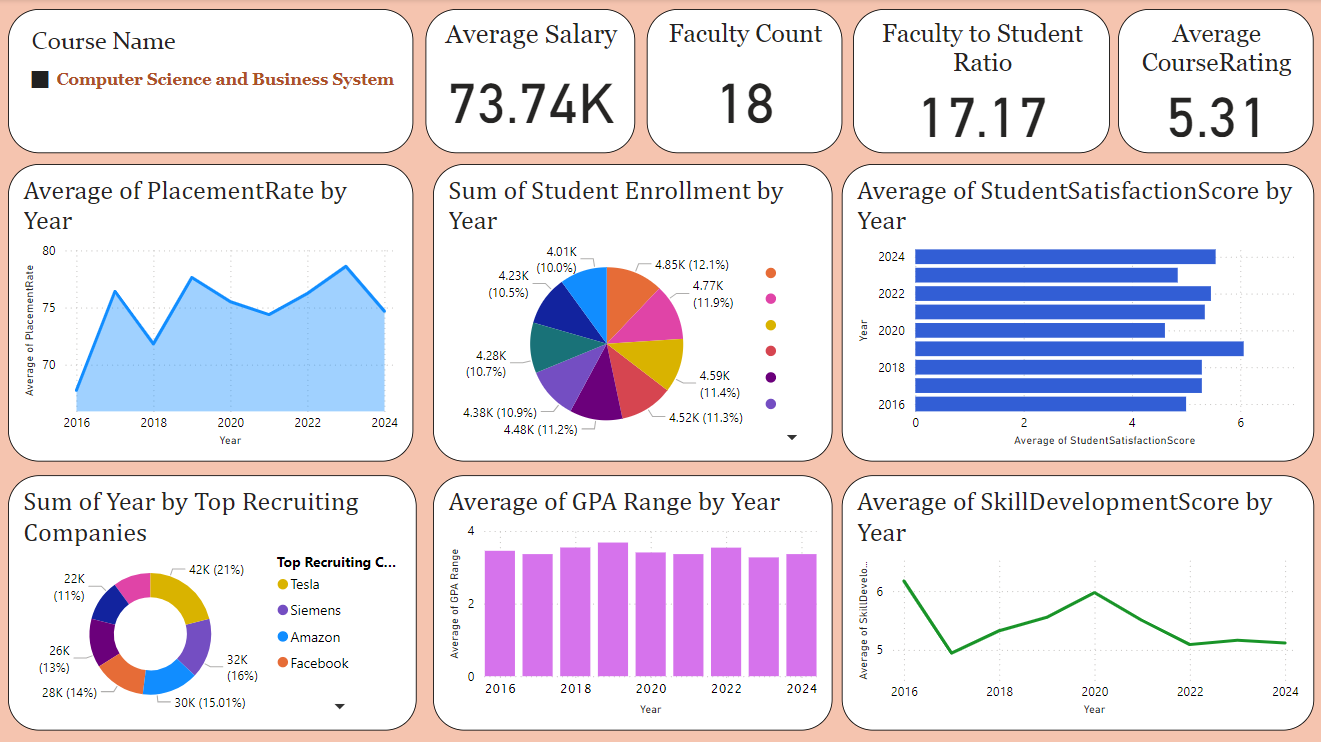 Course Name
Computer Science and Business System
Average Salary
73.74K
Faculty Count
18
Faculty to Student
Ratio
17.17
Average
CourseRating
5.31
Average of PlacementRate by
Year
Average of PlacementRate
80
75
70
2016
2018
2020
2022
2024
Year
Sum of Student Enrollment by
Year
4.85K (12.1%)
4.77K
(11.9%)
4.59K
(11.4%)
4.52K (11.3%)
4.48K (11.2%)
4.38K (10.9%)
4.28K
(10.7%)
4.23K
(10.5%)
4.01K
(10.0%)
Average of StudentSatisfactionScore by
Year
Year
2024
2022
2020
2018
2016
0
2
4
6
Average of StudentSatisfactionScore
Sum of Year by Top Recruiting
Companies
42K (21%)
32K
(16%)
30K (15.01%)
28K (14%)
26K
(13%)
22K
(11%)
Top Recruiting C...
Tesla
Siemens
Amazon
Facebook
Average of GPA Range by Year
Average of GPA Range
4
2
0
2016
2018
2020
2022
2024
Year
Average of SkillDevelopmentScore by
Year
Average of SkillDevelo...
6
5
2016
2018
2020
2022
2024
Year